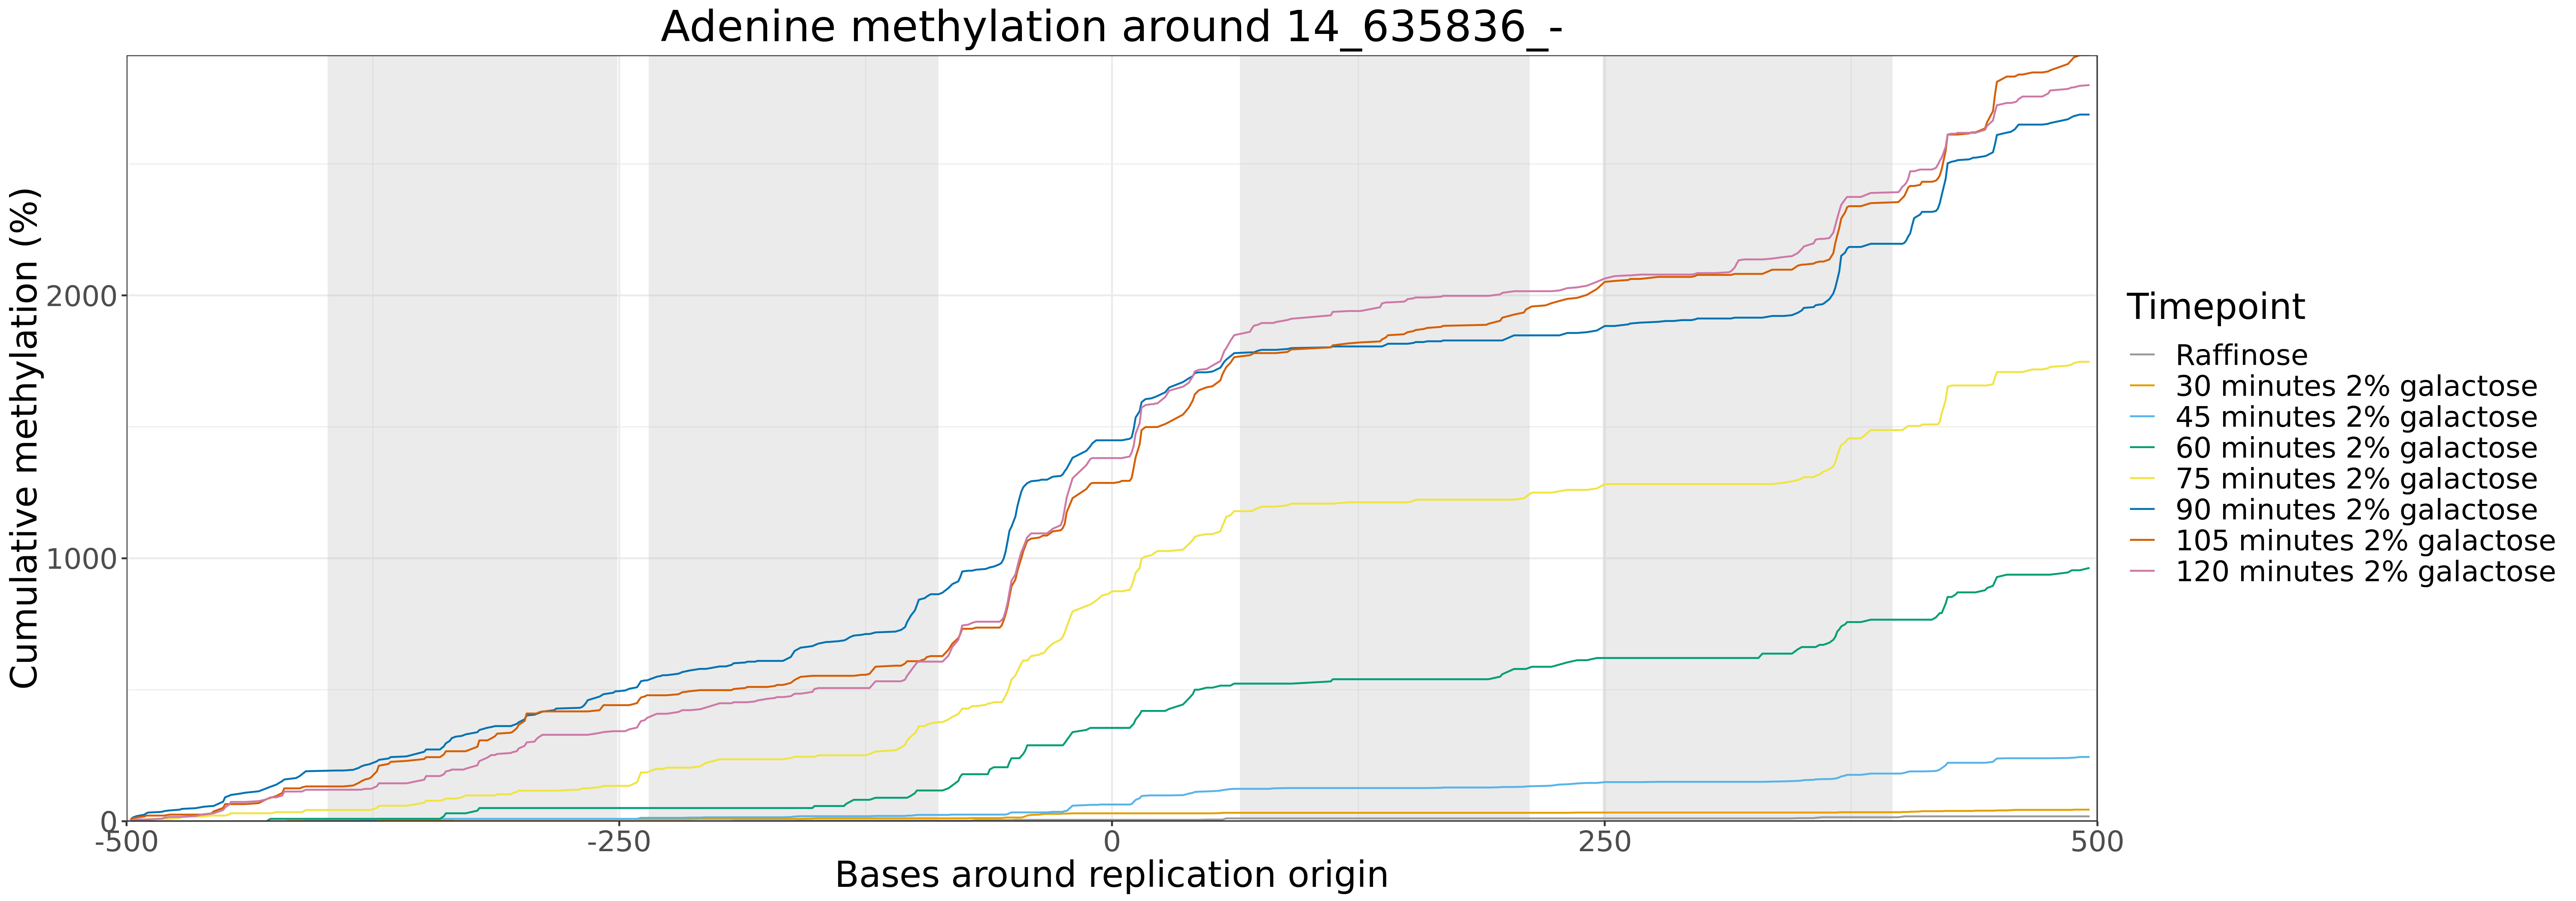 Adenine methylation around 14_635836_-
Cumulative methylation (%)
2000
1000
0
-500
-250
0
250
500
Bases around replication origin
Timepoint
Raffinose
30 minutes 2% galactose
45 minutes 2% galactose
60 minutes 2% galactose
75 minutes 2% galactose
90 minutes 2% galactose
105 minutes 2% galactose
120 minutes 2% galactose